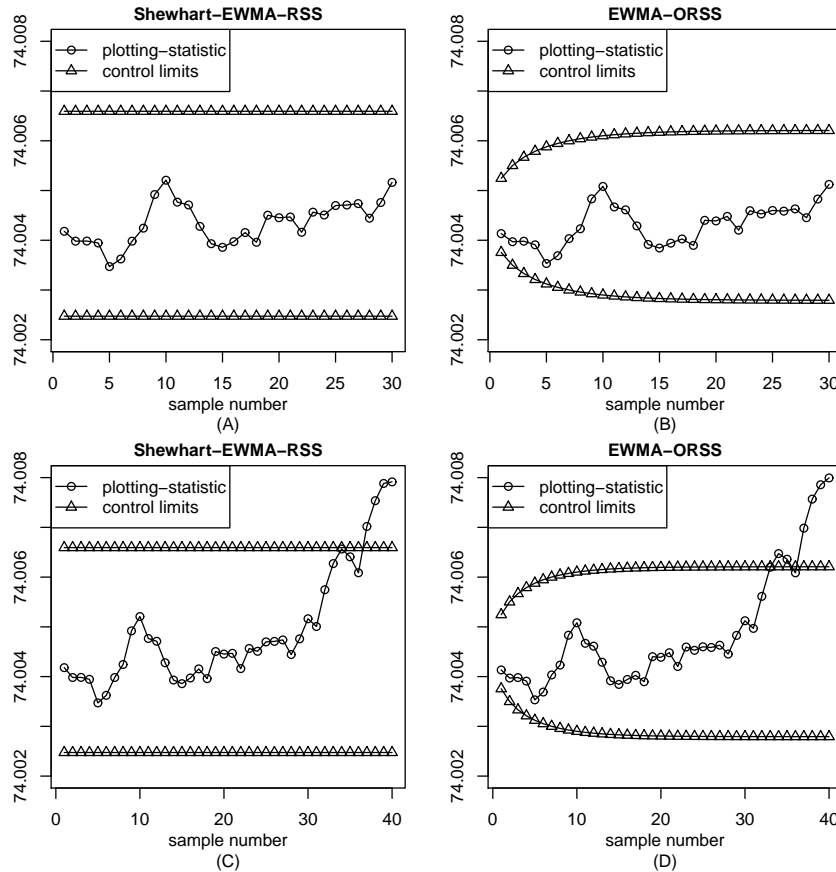 Shewhart−EWMA−RSS
plotting−statistic
control limits
74.002 74.004 74.006 74.008
0 5 10 15 20 25 30
sample number
(A)
EWMA−ORSS
plotting−statistic
control limits
74.002 74.004 74.006 74.008
0 5 10 15 20 25 30
sample number
(B)
Shewhart−EWMA−RSS
plotting−statistic
control limits
74.002 74.004 74.006 74.008
0 10 20 30 40
sample number
(C)
EWMA−ORSS
plotting−statistic
control limits
74.002 74.004 74.006 74.008
0 10 20 30 40
sample number
(D)